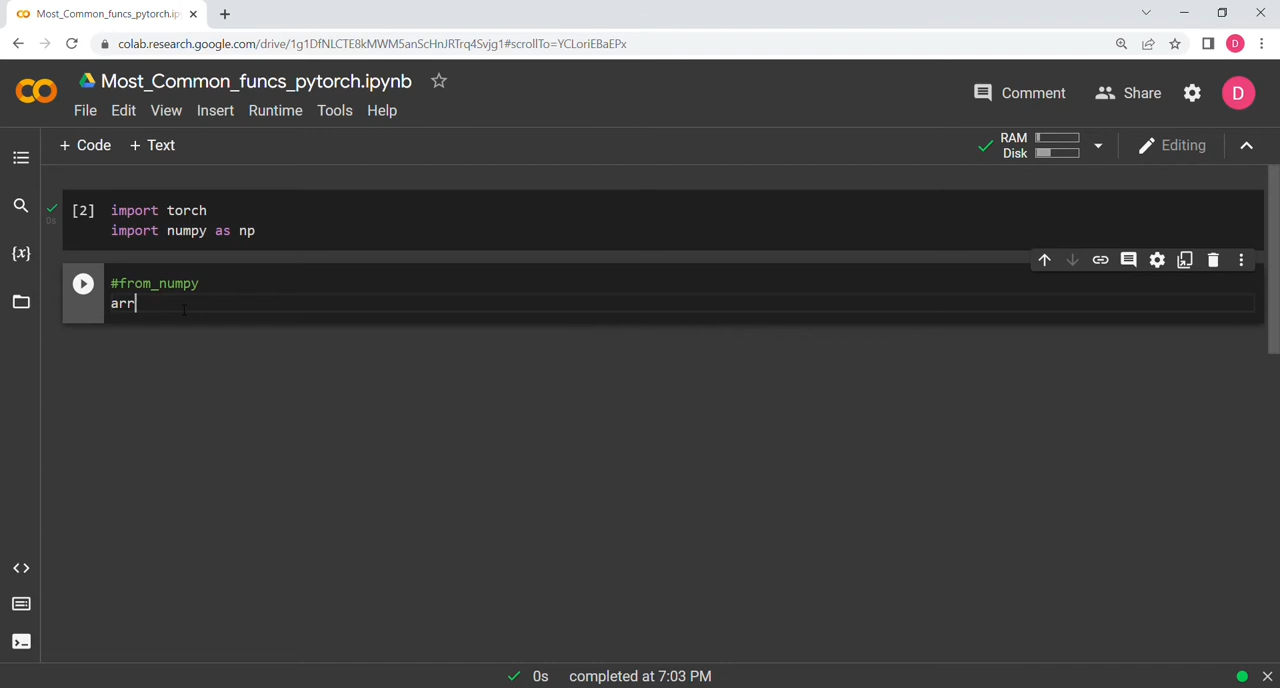 Most_Common_funcs_pytorch.ip
colab.research.google.com/drive/1g1DfNLCTE8kMWM5anScHnJRTrq4Svjg1#scrollTo=YCLoriEBaEPx
D
Most_Common_funcs_pytorch.ipynb
Comment
Share
D
File Edit View Insert Runtime Tools Help
+ Code + Text
RAM
Disk
Editing
[2] import torch
0s
import numpy as np
{x}
#from_numpy
arr
0s completed at 7:03 PM